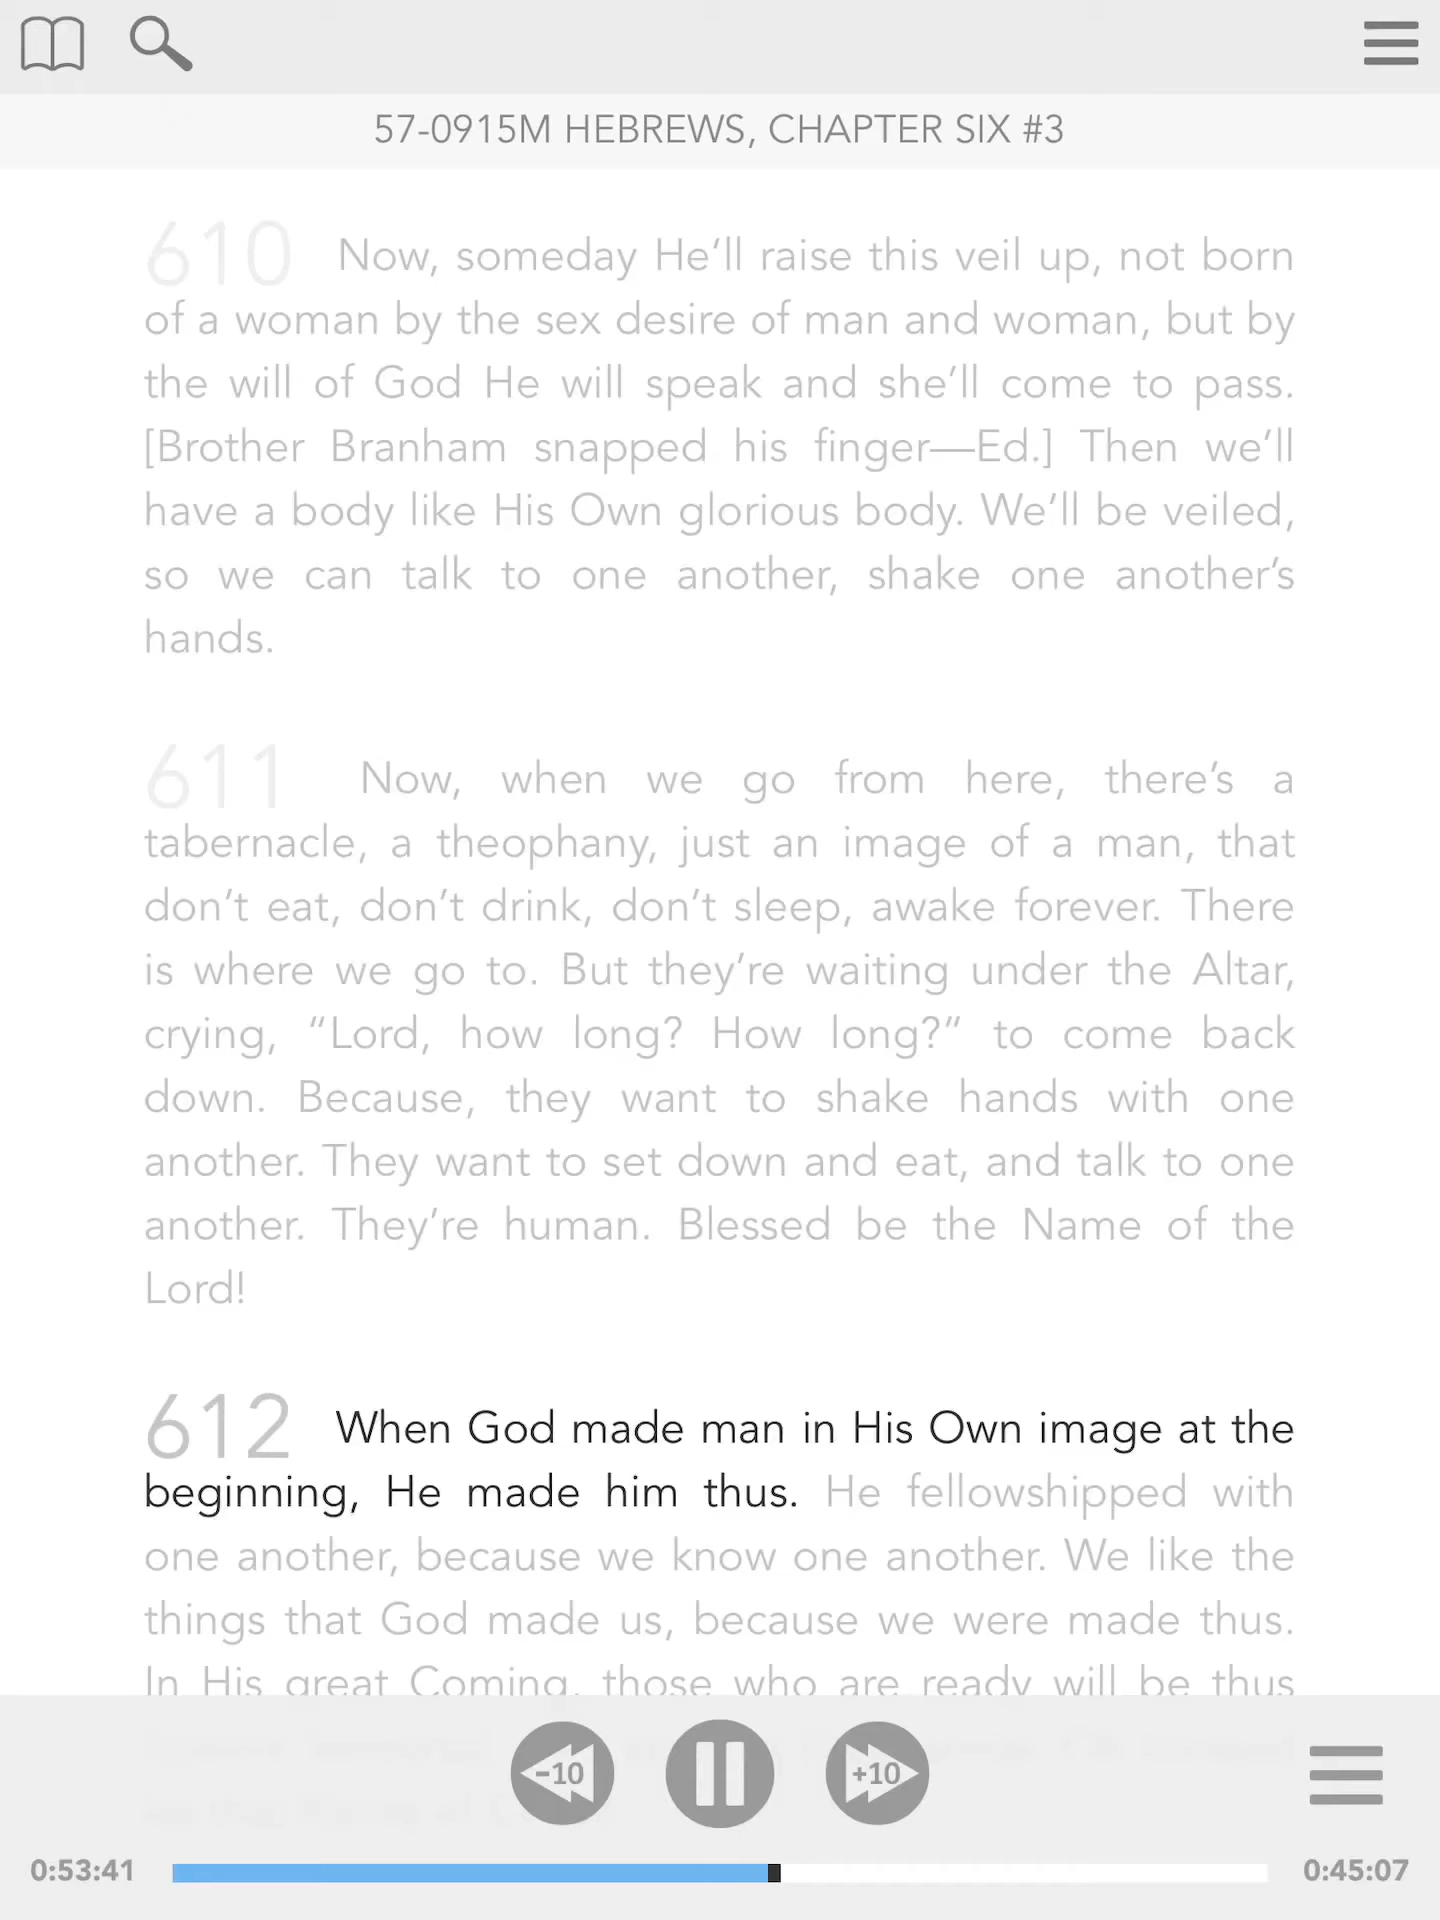 57-0915M HEBREWS, CHAPTER SIX #3
610 Now, someday He’ll raise this veil up, not born
of a woman by the sex desire of man and woman, but by
the will of God He will speak and she’ll come to pass.
[Brother Branham snapped his finger—Ed.] Then we’ll
have a body like His Own glorious body. We’ll be veiled,
so we can talk to one another, shake one another’s
hands.
611 Now, when we go from here, there’s a
tabernacle, a theophany, just an image of a man, that
don’t eat, don’t drink, don’t sleep, awake forever. There
is where we go to. But they’re waiting under the Altar,
crying, “Lord, how long? How long?” to come back
down. Because, they want to shake hands with one
another. They want to set down and eat, and talk to one
another. They’re human. Blessed be the Name of the
Lord!
612 When God made man in His Own image at the
beginning, He made him thus. He fellowshipped with
one another, because we know one another. We like the
things that God made us, because we were made thus.
In His great Coming, those who are ready will be thus
-10 +10
0:53:41 0:45:07